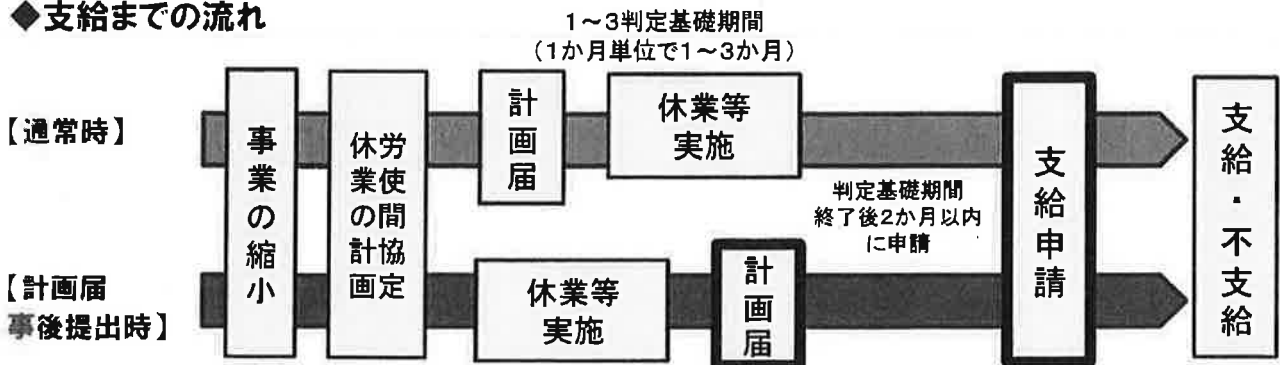 ◆支給までの流れ
1~3判定基礎期間
(1か月単位で1~3か月)
【通常時】
事業の縮小
労使間協定
休業の計画
計画届
休業等
実施
判定基礎期間
終了後2か月以内
に申請
支給申請
支給・不支給
【計画届
事後提出時】
休業等
実施
計画届